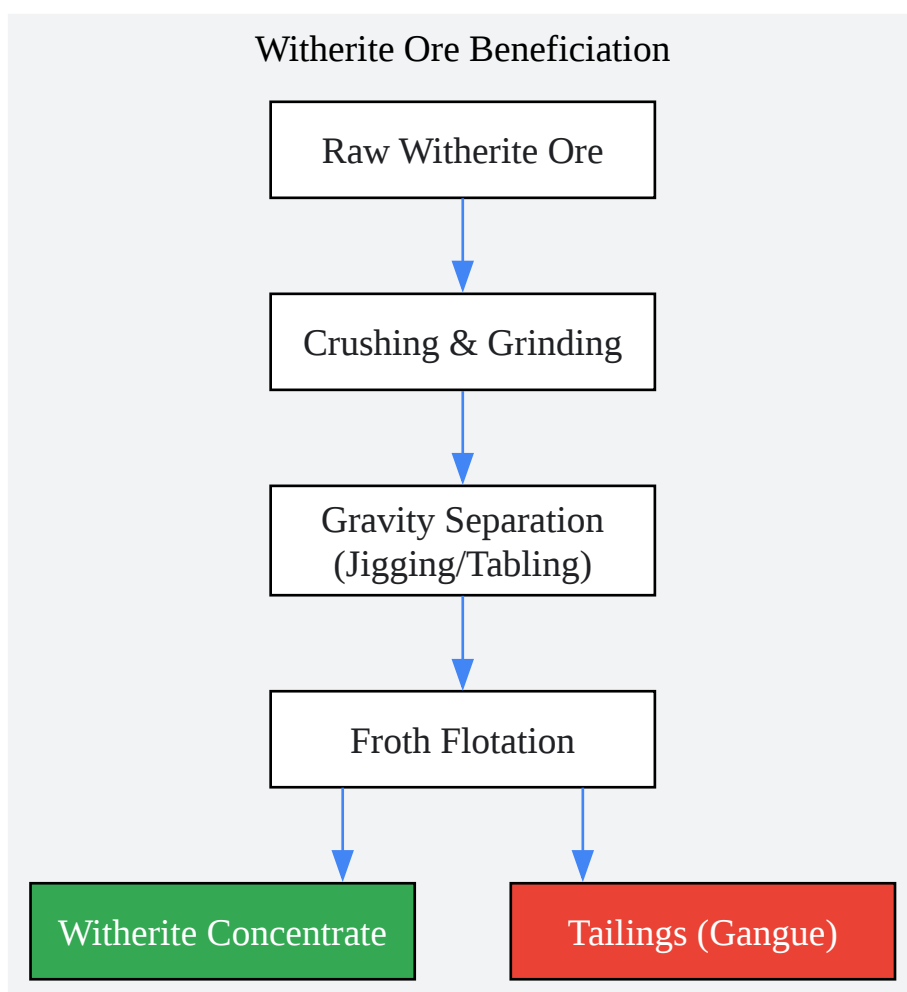 Witherite Ore Beneficiation
Raw Witherite Ore
Crushing & Grinding
Gravity Separation
(Jigging/Tabling)
Froth Flotation
Witherite Concentrate
Tailings (Gangue)